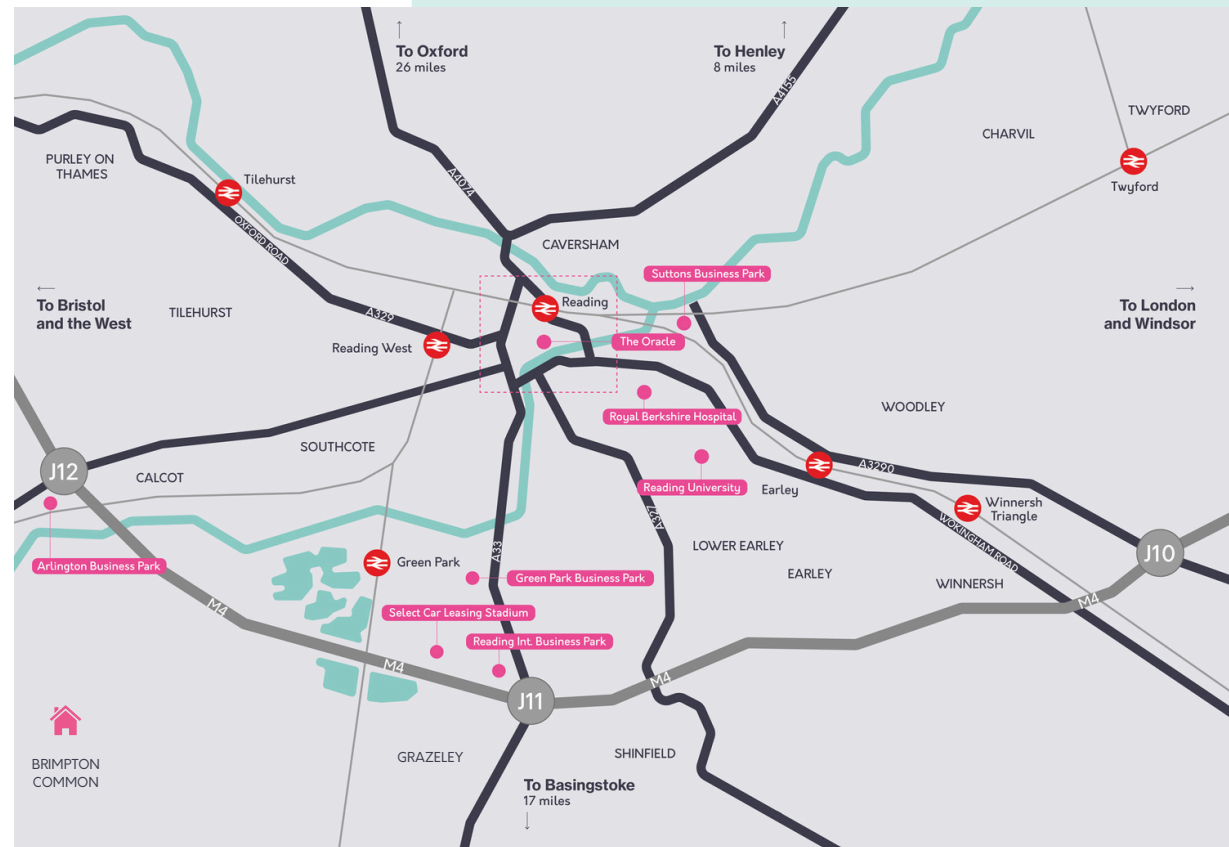 To Oxford
26 miles
To Henley
8 miles
A4155
TWYFORD
CHARVIL
PURLEY ON
THAMES
Tilehurst
A4074
Twyford
OXFORD ROAD
CAVERSHAM
Suttons Business Park
To Bristol
and the West
TILEHURST
A329
Reading
To London
and Windsor
Reading West
The Oracle
WOODLEY
Royal Berkshire Hospital
SOUTHCOTE
J12
CALCOT
Reading University
Earley
A3290
Winnersh
Triangle
A327
WOKINGHAM ROAD
A33
LOWER EARLEY
J10
Arlington Business Park
Green Park
Green Park Business Park
EARLEY
WINNERSH
M4
Select Car Leasing Stadium
M4
Reading Int. Business Park
M4
M4
J11
BRIMPTON
COMMON
GRAZELEY
SHINFIELD
To Basingstoke
17 miles